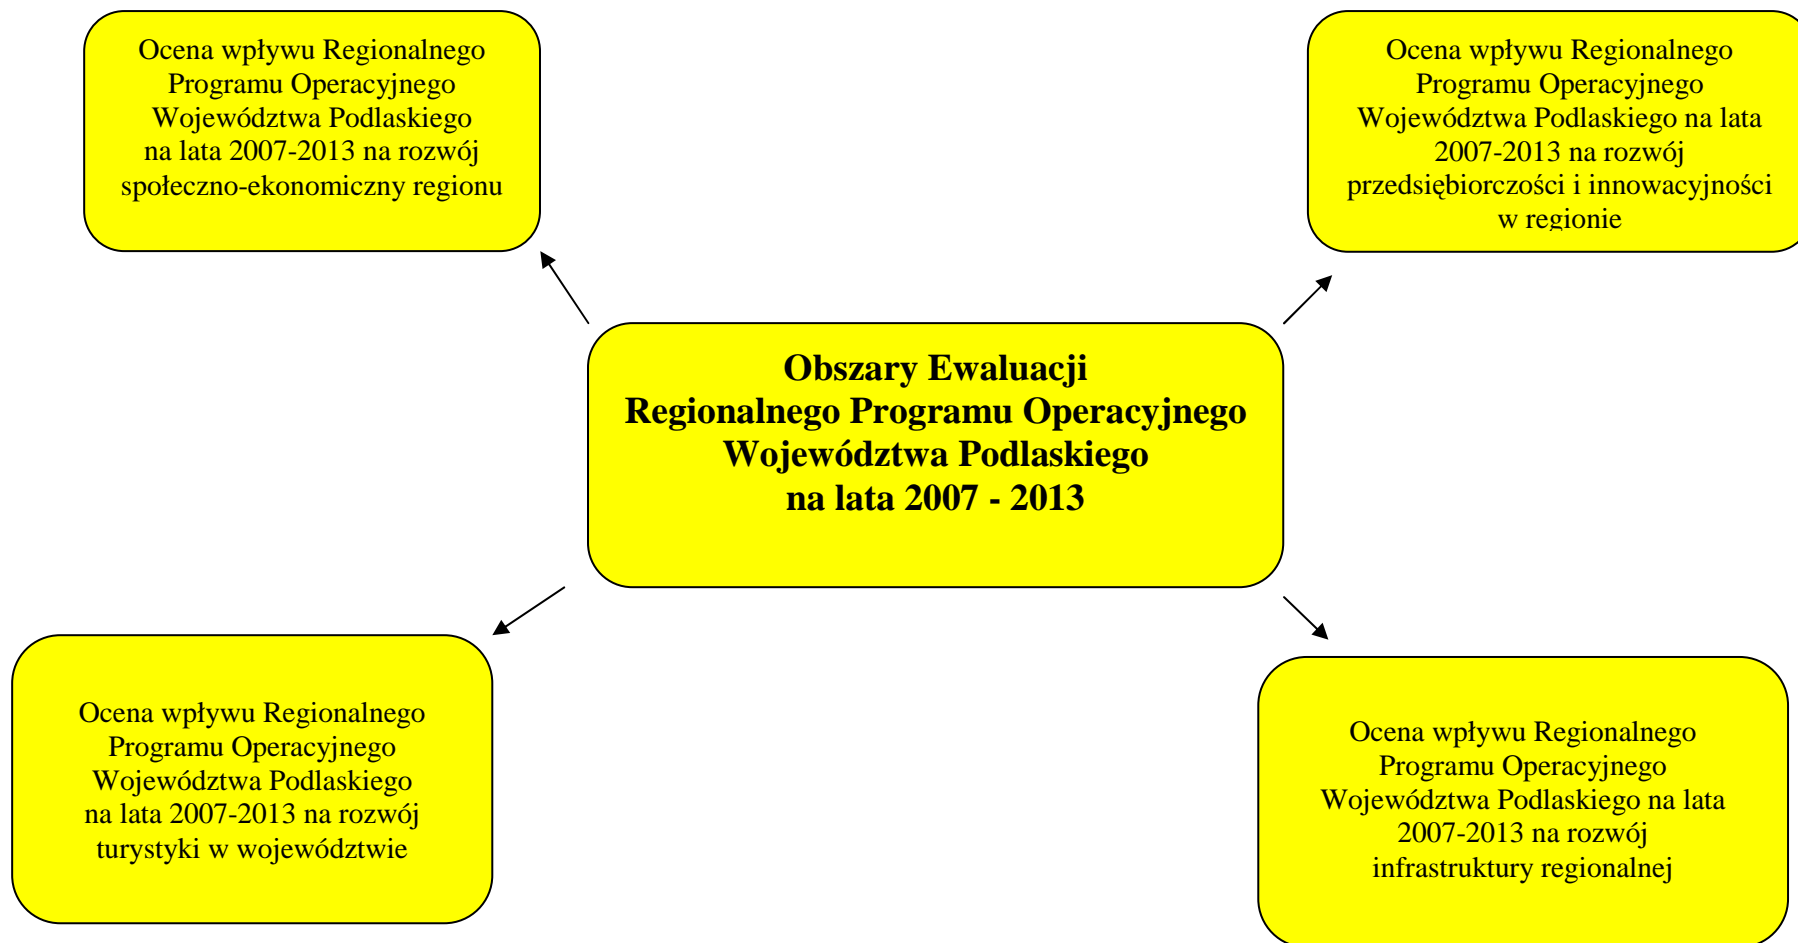 Ocena wpływu Regionalnego
Programu Operacyjnego
Województwa Podlaskiego
na lata 2007-2013 na rozwój
społeczno-ekonomiczny regionu
Ocena wpływu Regionalnego
Programu Operacyjnego
Województwa Podlaskiego na lata
2007-2013 na rozwój
przedsiębiorczości i innowacyjności
w regionie
Obszary Ewaluacji
Regionalnego Programu Operacyjnego
Województwa Podlaskiego
na lata 2007 - 2013
Ocena wpływu Regionalnego
Programu Operacyjnego
Województwa Podlaskiego
na lata 2007-2013 na rozwój
turystyki w województwie
Ocena wpływu Regionalnego
Programu Operacyjnego
Województwa Podlaskiego na lata
2007-2013 na rozwój
infrastruktury regionalnej